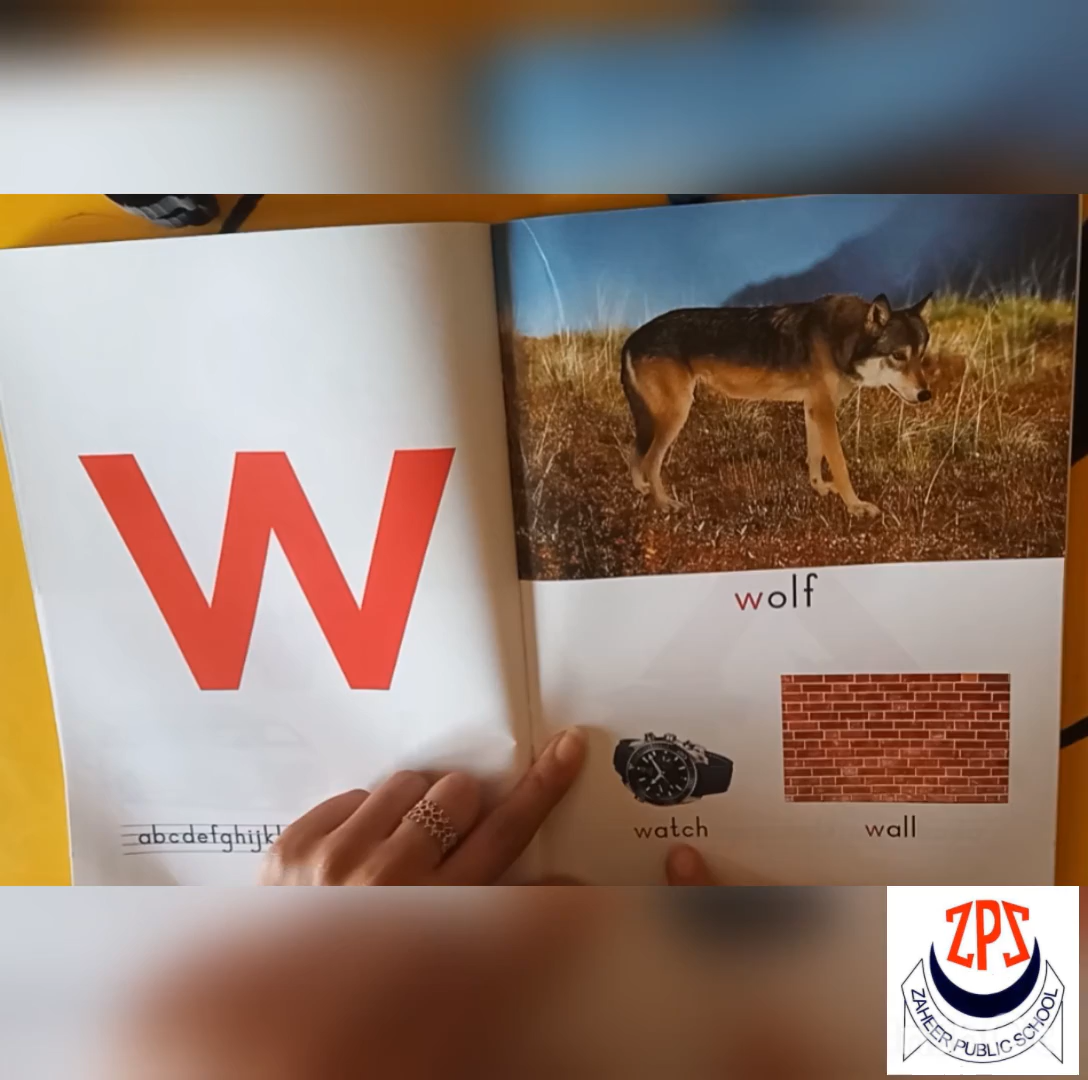 w
abcdefghijk
wolf
watch
wall
ZPS
ZAHEER PUBLIC SCHOOL